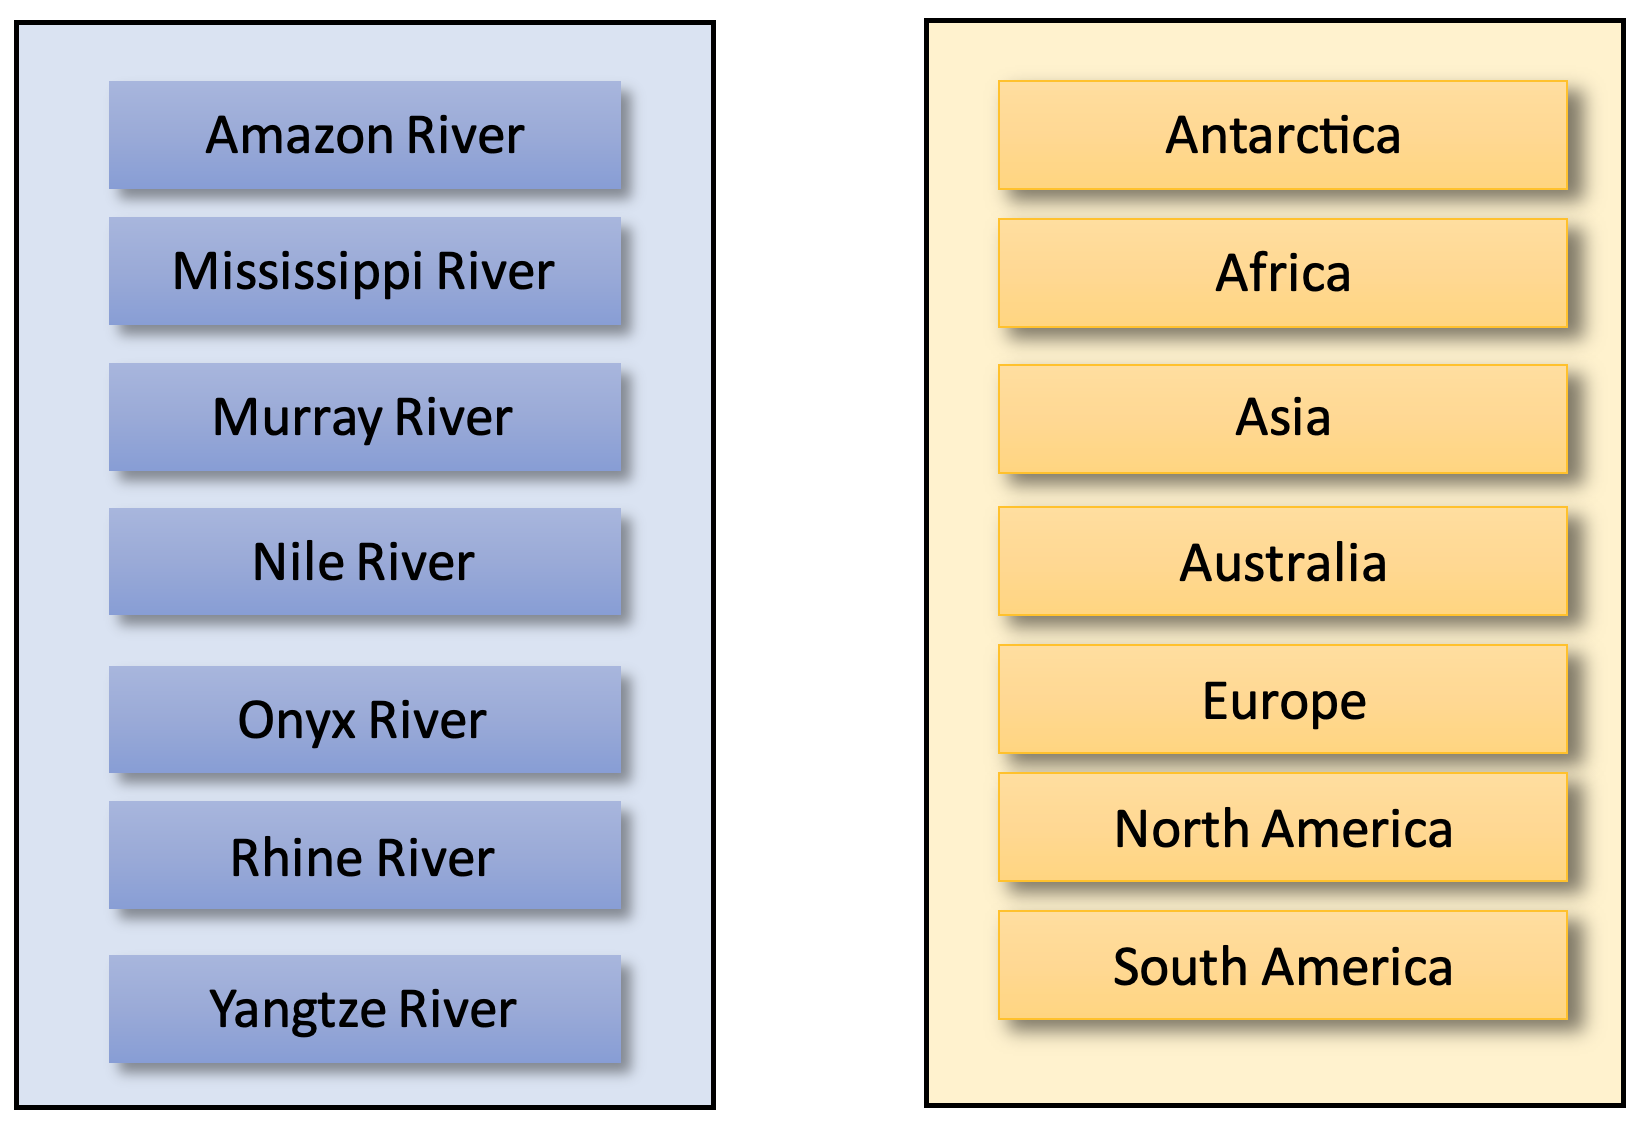 Amazon River
Mississippi River
Murray River
Nile River
Onyx River
Rhine River
Yangtze River
Antarctica
Africa
Asia
Australia
Europe
North America
South America